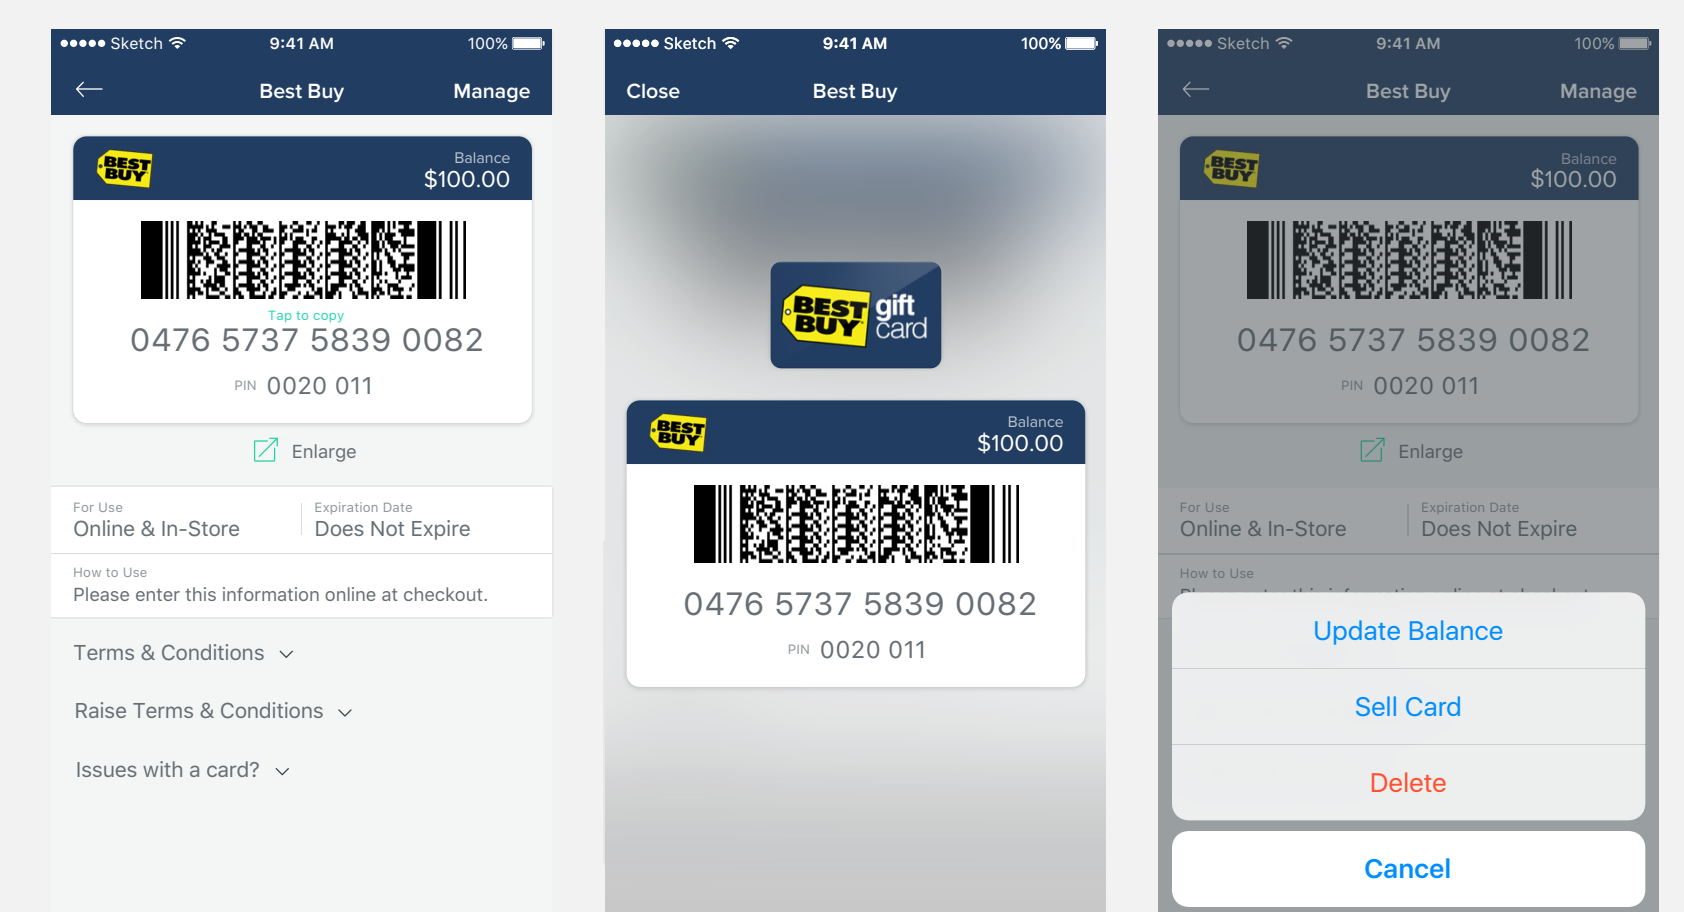 Sketch 9:41 AM 100%
Best Buy Manage
BEST BUY
Balance
$100.00
Tap to copy
0476 5737 5839 0082
PIN 0020 011
Enlarge
For Use Expiration Date
Online & In-Store Does Not Expire
How to Use
Please enter this information online at checkout.
Terms & Conditions
Raise Terms & Conditions
Issues with a card?
Sketch 9:41 AM 100%
Close Best Buy
BEST BUY gift card
BEST BUY
Balance
$100.00
0476 5737 5839 0082
PIN 0020 011
Sketch 9:41 AM 100%
Best Buy Manage
BEST BUY
Balance
$100.00
0476 5737 5839 0082
PIN 0020 011
Enlarge
For Use Expiration Date
Online & In-Store Does Not Expire
How to Use
Update Balance
Sell Card
Delete
Cancel